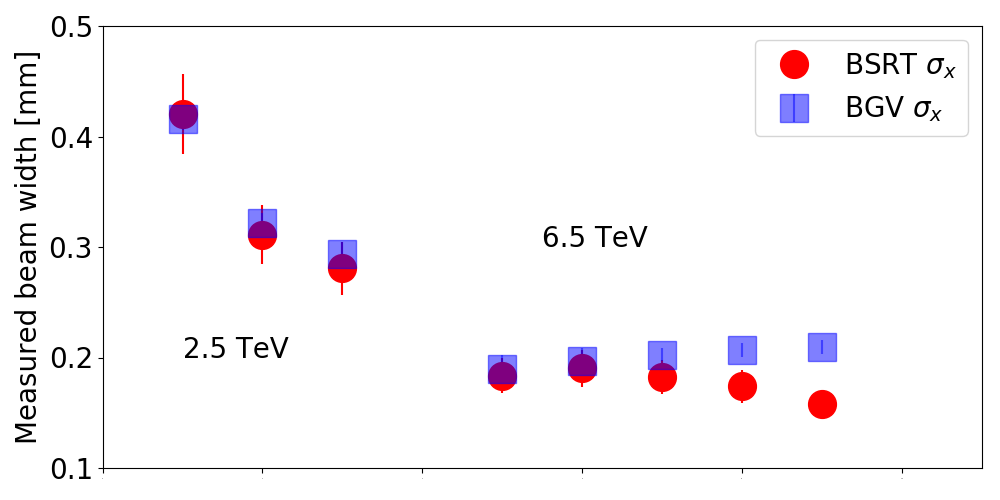 0.5
BSRT σx
BGV σx
0.4
0.3
6.5 TeV
2.5 TeV
0.2
0.1
Measured beam width [mm]